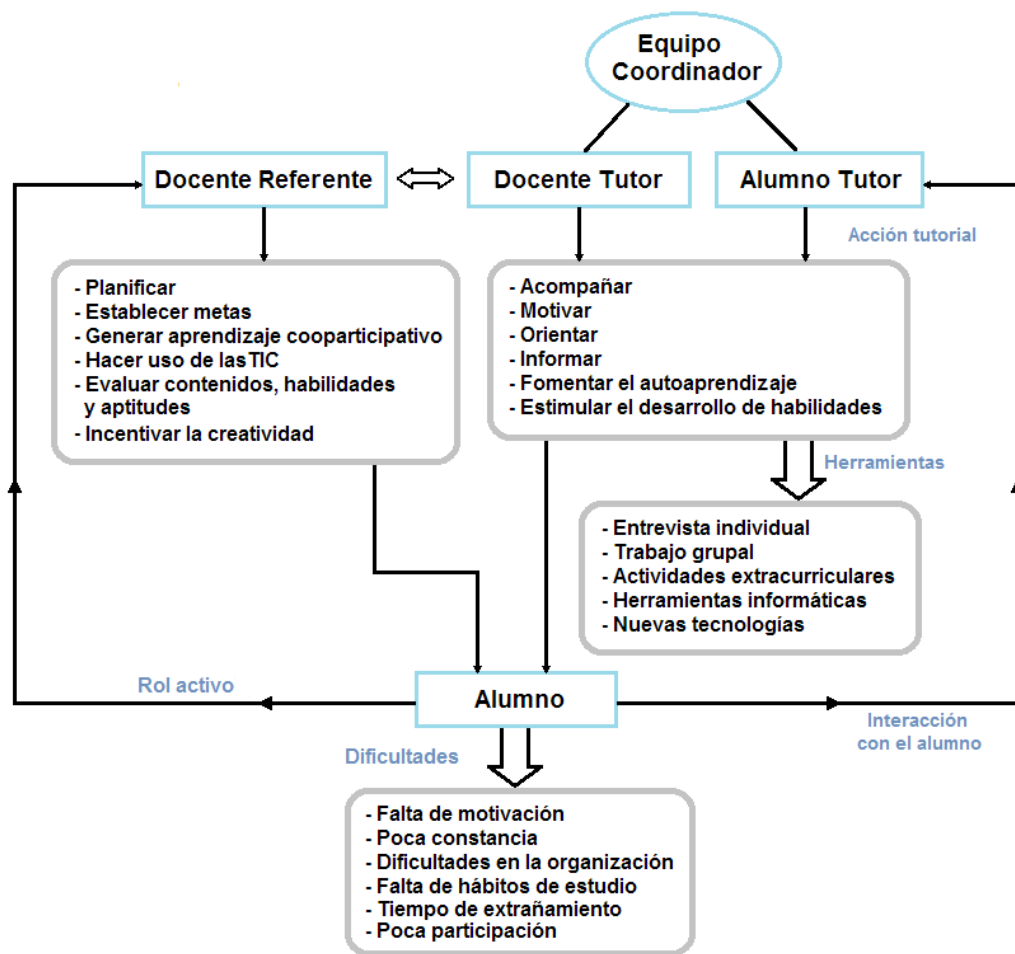 Equipo
Coordinador
Docente Referente
Docente Tutor
Alumno Tutor
Acción tutorial
- Planificar
- Establecer metas
- Generar aprendizaje cooparticipativo
- Hacer uso de las TIC
- Evaluar contenidos, habilidades
y aptitudes
- Incentivar la creatividad
- Acompañar
- Motivar
- Orientar
- Informar
- Fomentar el autoaprendizaje
- Estimular el desarrollo de habilidades
Herramientas
- Entrevista individual
- Trabajo grupal
- Actividades extracurriculares
- Herramientas informáticas
- Nuevas tecnologías
Rol activo
Alumno
Interacción
con el alumno
Dificultades
- Falta de motivación
- Poca constancia
- Dificultades en la organización
- Falta de hábitos de estudio
- Tiempo de extrañamiento
- Poca participación